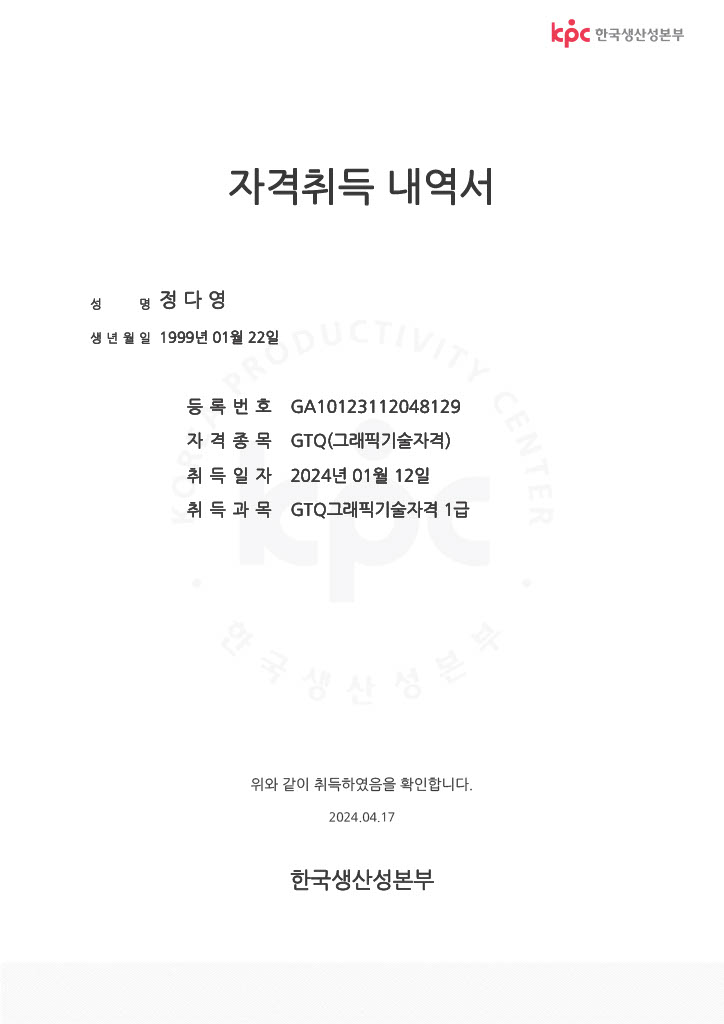 kpc 한국생산성본부
자격취득 내역서
성 명 정 다 영
생 년 월 일 1999년 01월 22일
등 록 번 호 GA10123112048129
자 격 종 목 GTQ(그래픽기술자격)
취 득 일 자 2024년 01월 12일
취 득 과 목 GTQ그래픽기술자격 1급
KOREA PRODUCTIVITY CENTER
kpc
한국생산성본부
위와 같이 취득하였음을 확인합니다.
2024.04.17
한국생산성본부